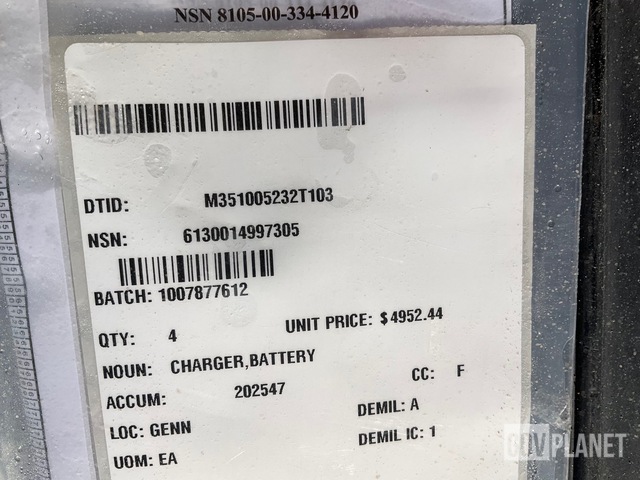 NSN 8105-00-334-4120
DTID: M351005232T103
NSN: 6130014997305
BATCH: 1007877612
QTY: 4 UNIT PRICE: $4952.44
NOUN: CHARGER,BATTERY
ACCUM: 202547 CC: F
LOC: GENN DEMIL: A
UOM: EA DEMIL IC: 1
GOVPLANET